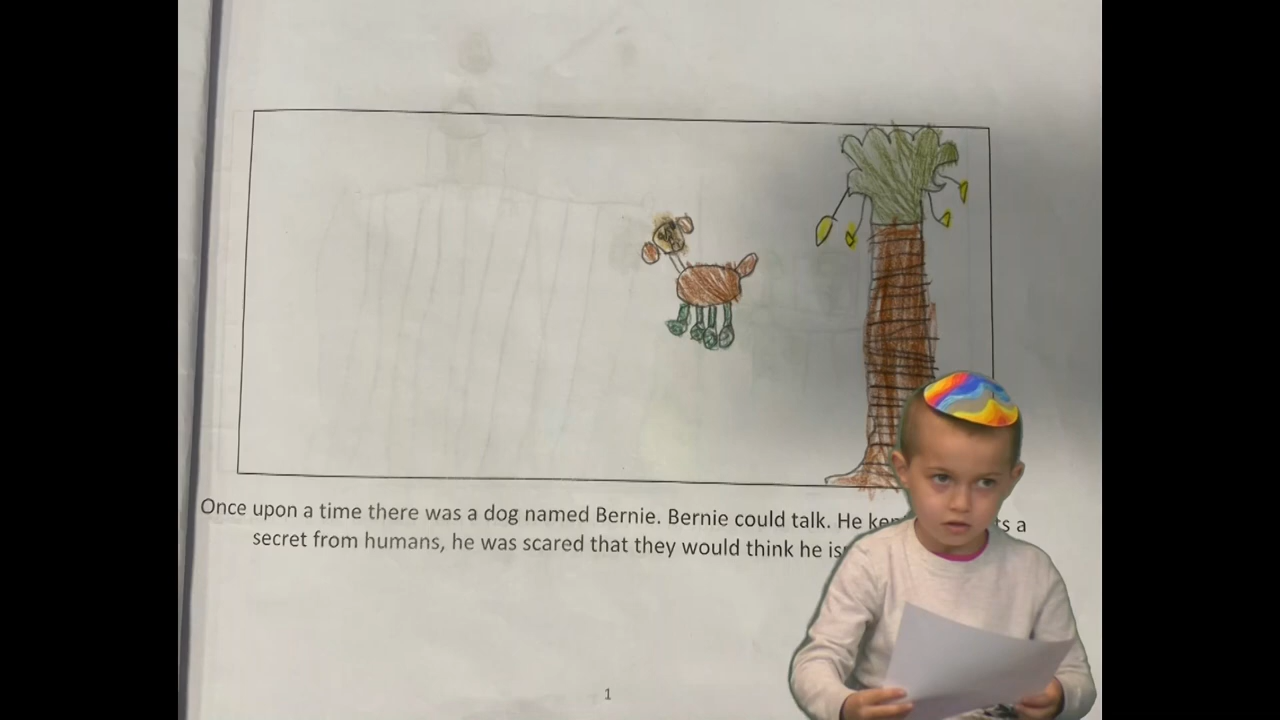 Once upon a time there was a dog named Bernie. Bernie could talk. He a
secret from humans, he was scared that they would think he
1